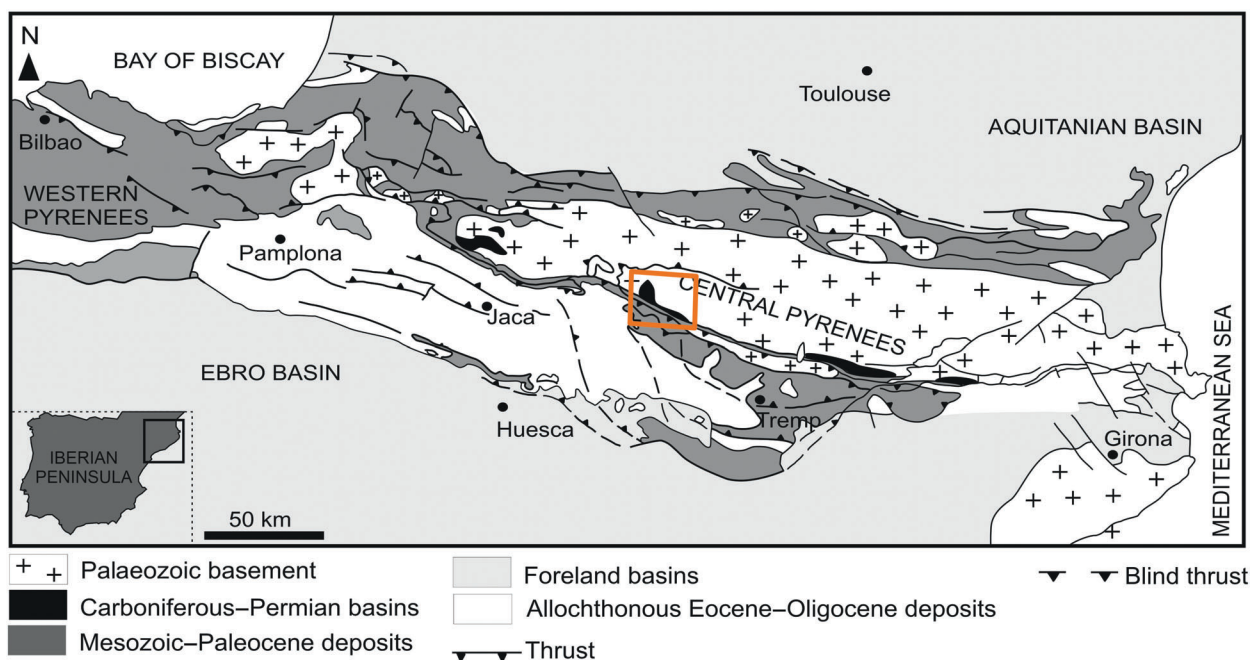 N
BAY OF BISCAY
Toulouse
Bilbao
AQUITANIAN BASIN
WESTERN
PYRENEES
Pamplona
CENTRAL PYRENEES
Jaca
EBRO BASIN
Huesca
Tremp
Girona
MEDITERRANEAN SEA
IBERIAN
PENINSULA
50 km
Palaeozoic basement
Carboniferous–Permian basins
Mesozoic–Paleocene deposits
Foreland basins
Allochthonous Eocene–Oligocene deposits
Thrust
Blind thrust